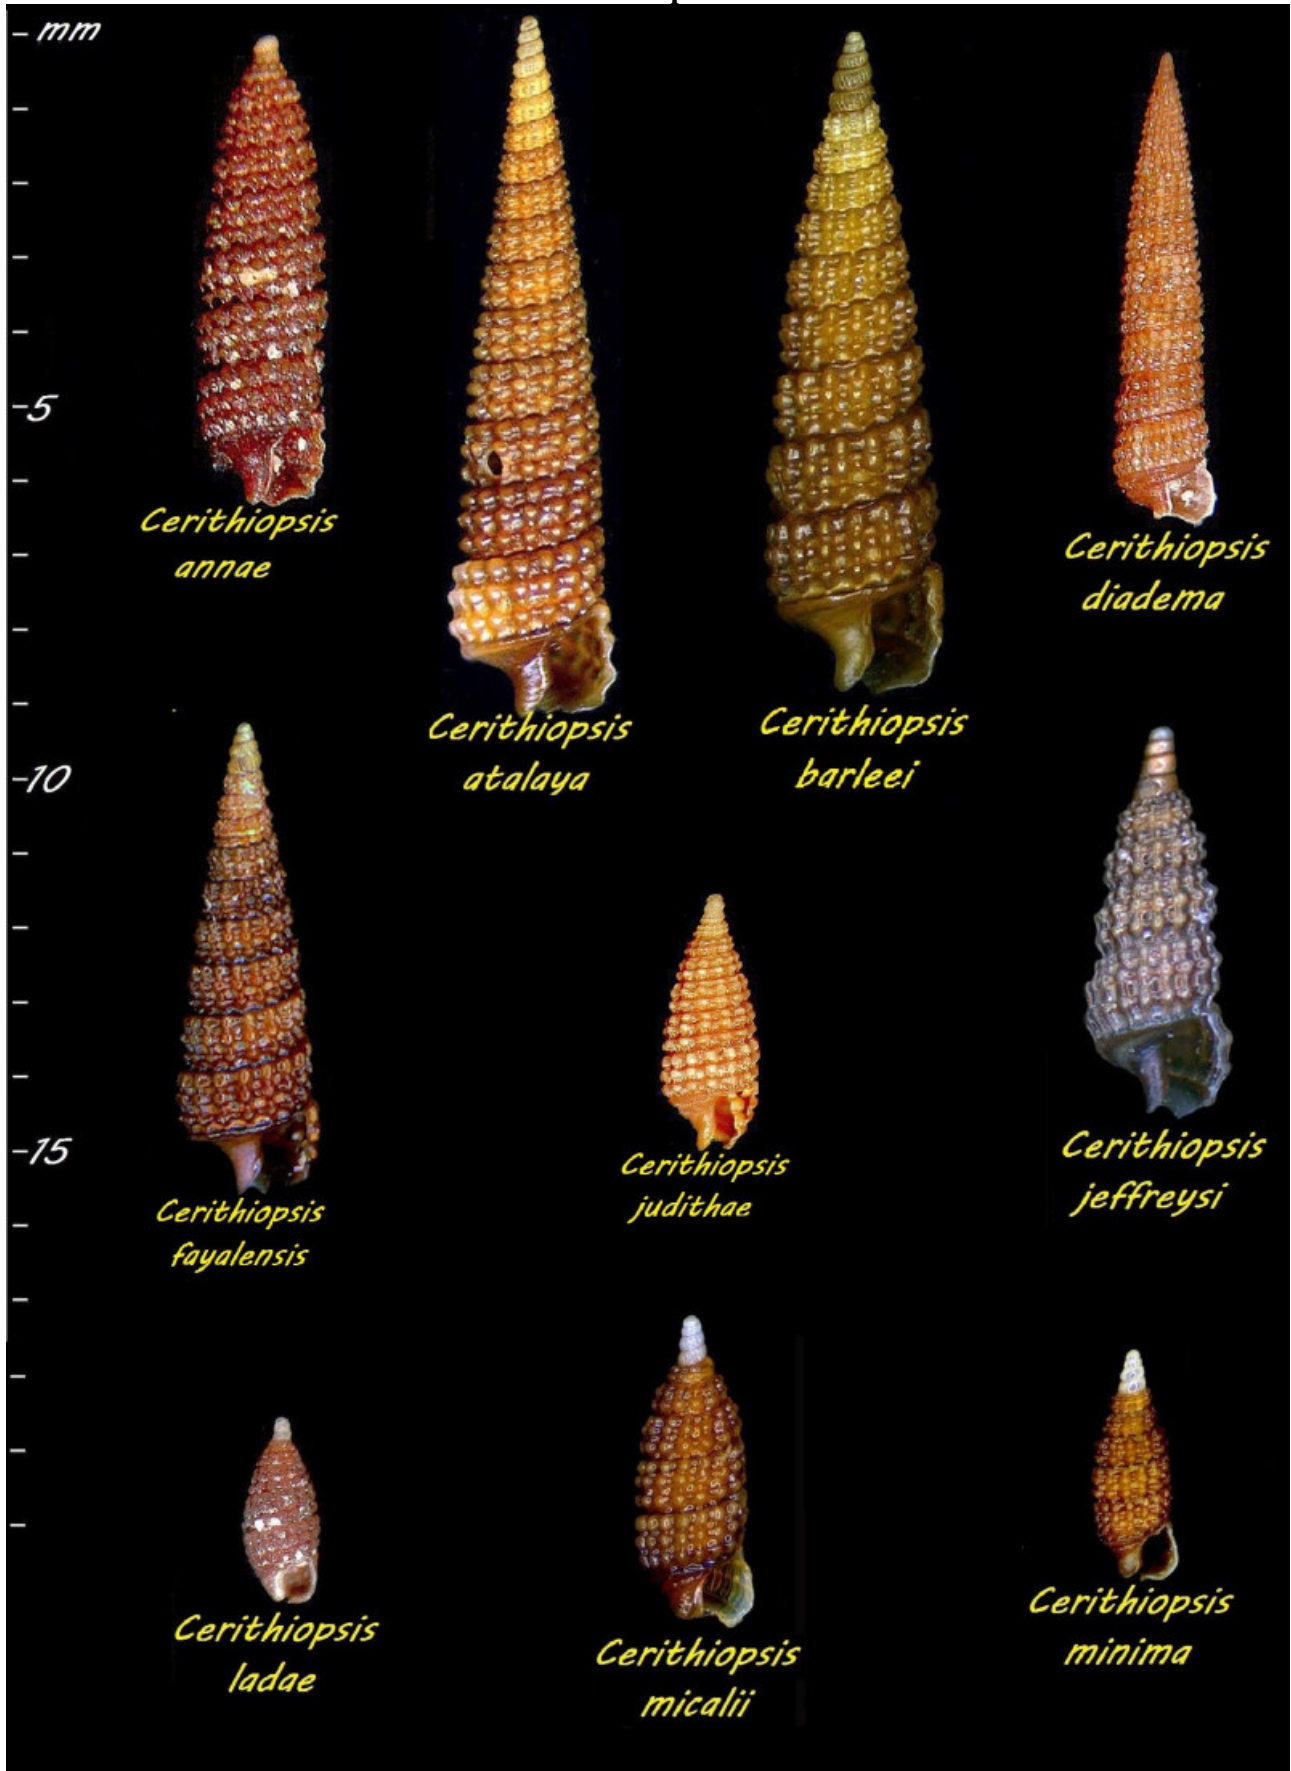 mm
Cerithiopsis
annae
Cerithiopsis
atalaya
Cerithiopsis
barleei
Cerithiopsis
diadema
5
10
Cerithiopsis
fayalensis
Cerithiopsis
judithae
Cerithiopsis
jeffreysi
15
Cerithiopsis
ladae
Cerithiopsis
micalii
Cerithiopsis
minima